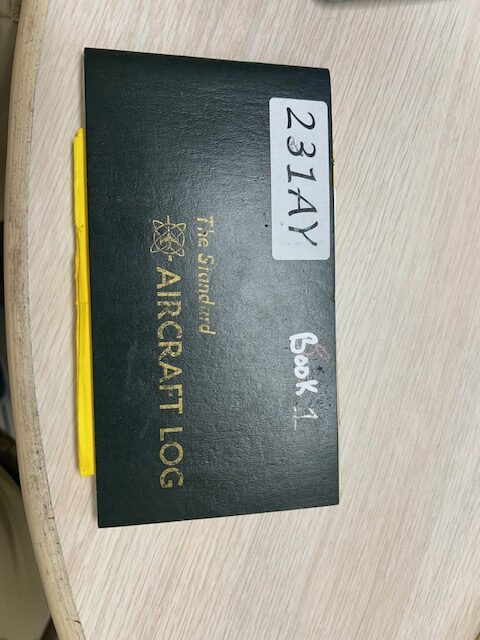 231AY
Book 1
The Standard
AIRCRAFT LOG